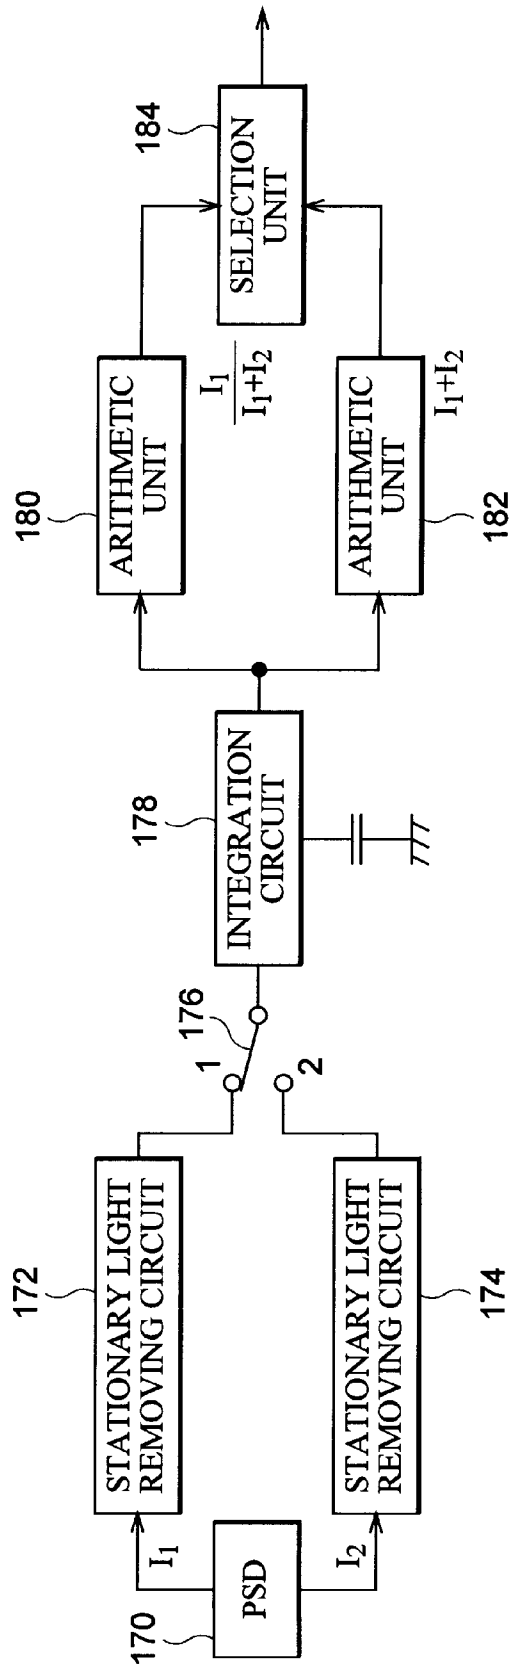 170
PSD
I1
I2
172
STATIONARY LIGHT
REMOVING CIRCUIT
STATIONARY LIGHT
REMOVING CIRCUIT
174
1
2
176
178
INTEGRATION
CIRCUIT
180
ARITHMETIC
UNIT
I1
I1+I2
ARITHMETIC
UNIT
182
I1+I2
184
SELECTION
UNIT